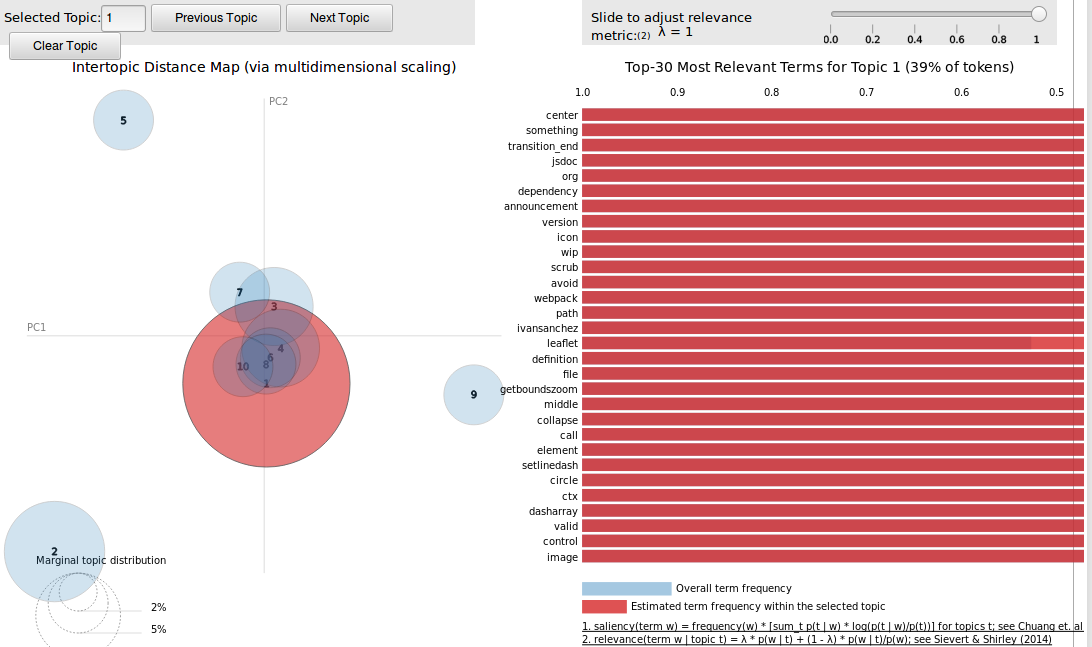 Selected Topic: 1 Previous Topic Next Topic
Clear Topic
Slide to adjust relevance
metric:(2) λ = 1
0.0 0.2 0.4 0.6 0.8 1
Intertopic Distance Map (via multidimensional scaling)
PC2
PC1
5
7
3
4
6
8
10
1
9
2
Marginal topic distribution
2%
5%
Top-30 Most Relevant Terms for Topic 1 (39% of tokens)
1.0 0.9 0.8 0.7 0.6 0.5
center
something
transition_end
jsdoc
org
dependency
announcement
version
icon
wip
scrub
avoid
webpack
path
ivansanchez
leaflet
definition
file
getboundszoom
middle
collapse
call
element
setlinedash
circle
ctx
dasharray
valid
control
image
Overall term frequency
Estimated term frequency within the selected topic
1. saliency(term w) = frequency(w) * [sum_t p(t | w) * log(p(t | w)/p(t))] for topics t; see Chuang et. al
2. relevance(term w | topic t) = λ * p(w | t) + (1 - λ) * p(w | t)/p(w); see Sievert & Shirley (2014)